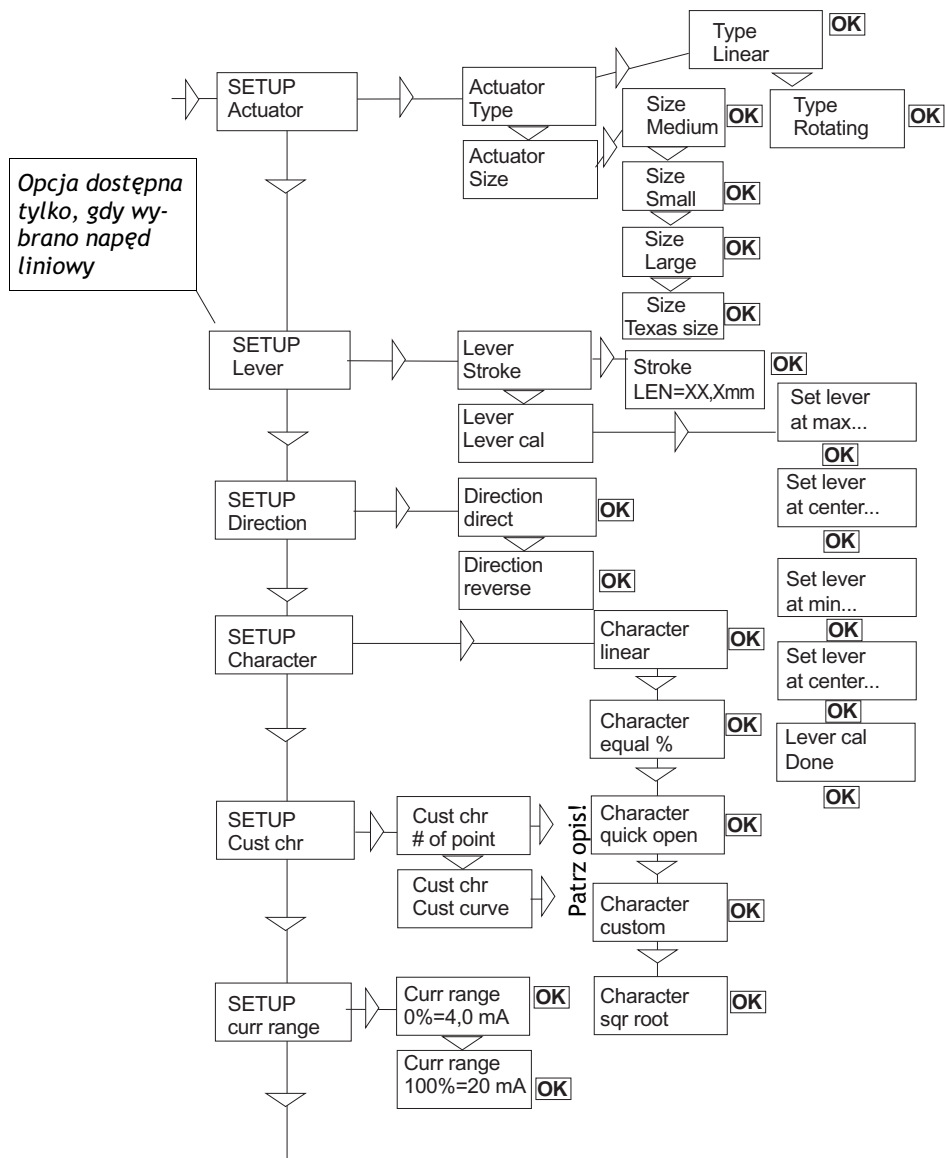 SETUP
Actuator
Actuator
Type
Type
Linear
OK
Type
Rotating
OK
Actuator
Size
Size
Medium
OK
Size
Small
OK
Size
Large
OK
Size
Texas size
OK
Opcja dostępna
tylko, gdy wy-
brano napęd
liniowy
SETUP
Lever
Lever
Stroke
Stroke
LEN=XX,Xmm
OK
Lever
Lever cal
Set lever
at max...
OK
Set lever
at center...
OK
Set lever
at min...
OK
Set lever
at center...
OK
Lever cal
Done
OK
SETUP
Direction
Direction
direct
OK
Direction
reverse
OK
SETUP
Character
Character
linear
OK
Character
equal %
OK
Character
quick open
OK
Character
custom
OK
Character
sqr root
OK
SETUP
Cust chr
Cust chr
# of point
Cust chr
Cust curve
Patrz opis!
SETUP
curr range
Curr range
0%=4,0 mA
OK
Curr range
100%=20 mA
OK